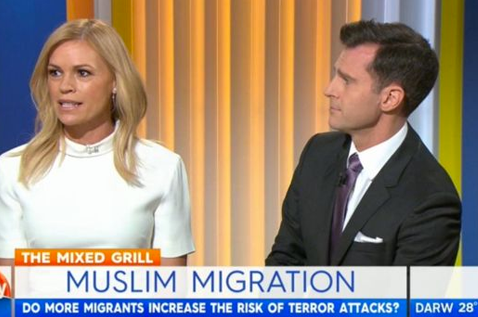 THE MIXED GRILL
MUSLIM MIGRATION
DO MORE MIGRANTS INCREASE THE RISK OF TERROR ATTACKS? DARW 28°